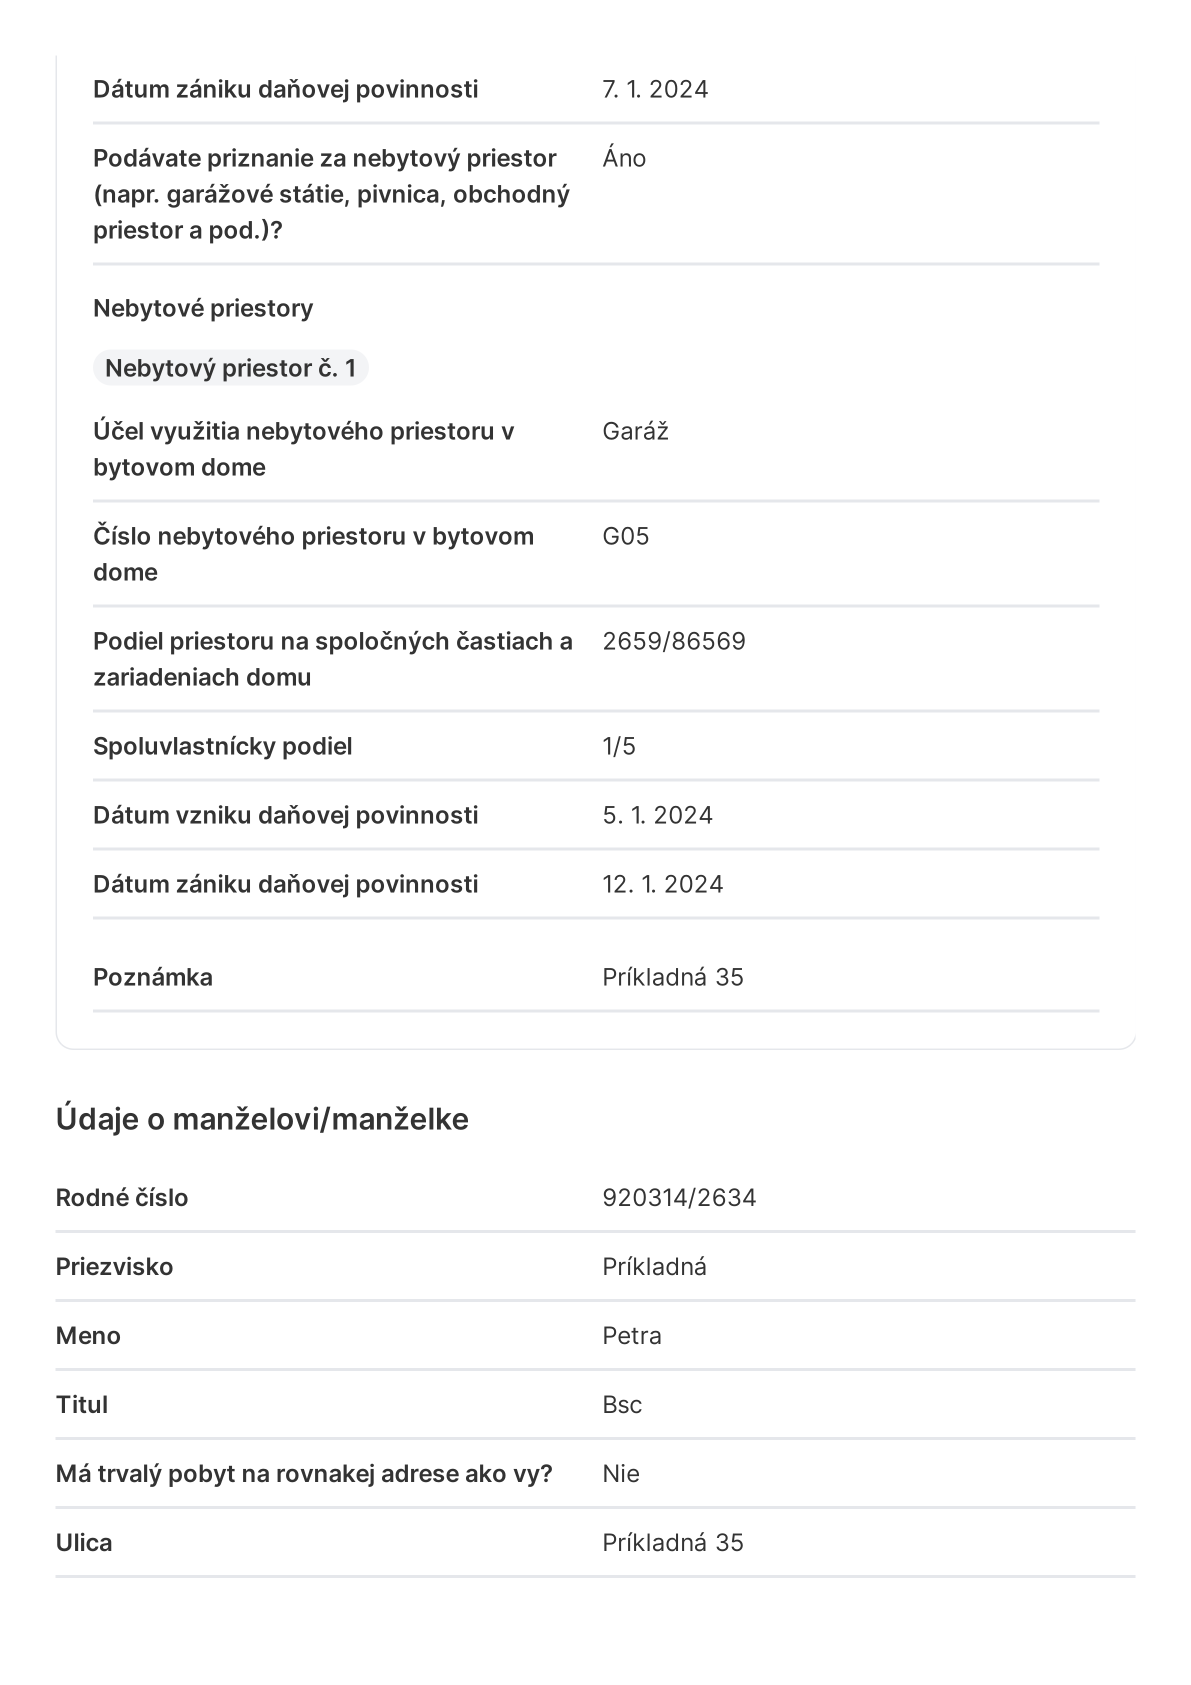 Dátum zániku daňovej povinnosti 7. 1. 2024
Podávate priznanie za nebytový priestor Áno
(napr. garážové státie, pivnica, obchodný
priestor a pod.)?
Nebytové priestory
Nebytový priestor č. 1
Účel využitia nebytového priestoru v Garáž
bytovom dome
Číslo nebytového priestoru v bytovom G05
dome
Podiel priestoru na spoločných častiach a 2659/86569
zariadeniach domu
Spoluvlastnícky podiel 1/5
Dátum vzniku daňovej povinnosti 5. 1. 2024
Dátum zániku daňovej povinnosti 12. 1. 2024
Poznámka Príkladná 35
Údaje o manželovi/manželke
Rodné číslo 920314/2634
Priezvisko Príkladná
Meno Petra
Titul Bsc
Má trvalý pobyt na rovnakej adrese ako vy? Nie
Ulica Príkladná 35